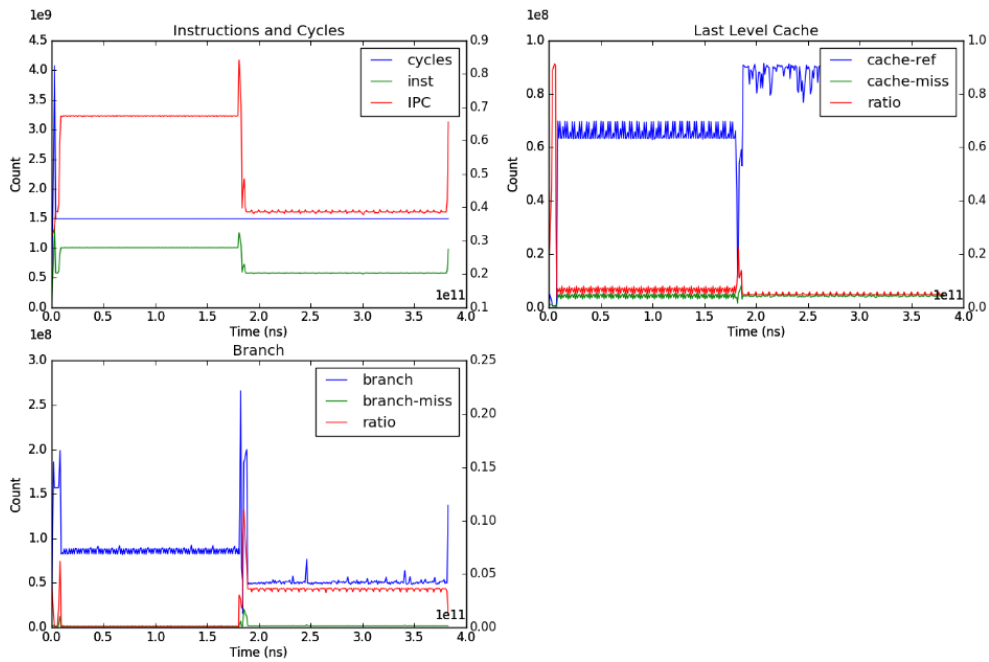 1e9
Instructions and Cycles
4.5
4.0
3.5
3.0
2.5
2.0
1.5
1.0
0.5
0.0
Count
0.9
0.8
0.7
0.6
0.5
0.4
0.3
0.2
0.1
cycles
inst
IPC
1e11
0.0 0.5 1.0 1.5 2.0 2.5 3.0 3.5 4.0
Time (ns)
1e8
Last Level Cache
1.0
0.8
0.6
0.4
0.2
0.0
Count
1.0
0.8
0.6
0.4
0.2
0.0
cache-ref
cache-miss
ratio
1e11
0.0 0.5 1.0 1.5 2.0 2.5 3.0 3.5 4.0
Time (ns)
1e8
Branch
3.0
2.5
2.0
1.5
1.0
0.5
0.0
Count
0.25
0.20
0.15
0.10
0.05
0.00
branch
branch-miss
ratio
1e11
0.0 0.5 1.0 1.5 2.0 2.5 3.0 3.5 4.0
Time (ns)